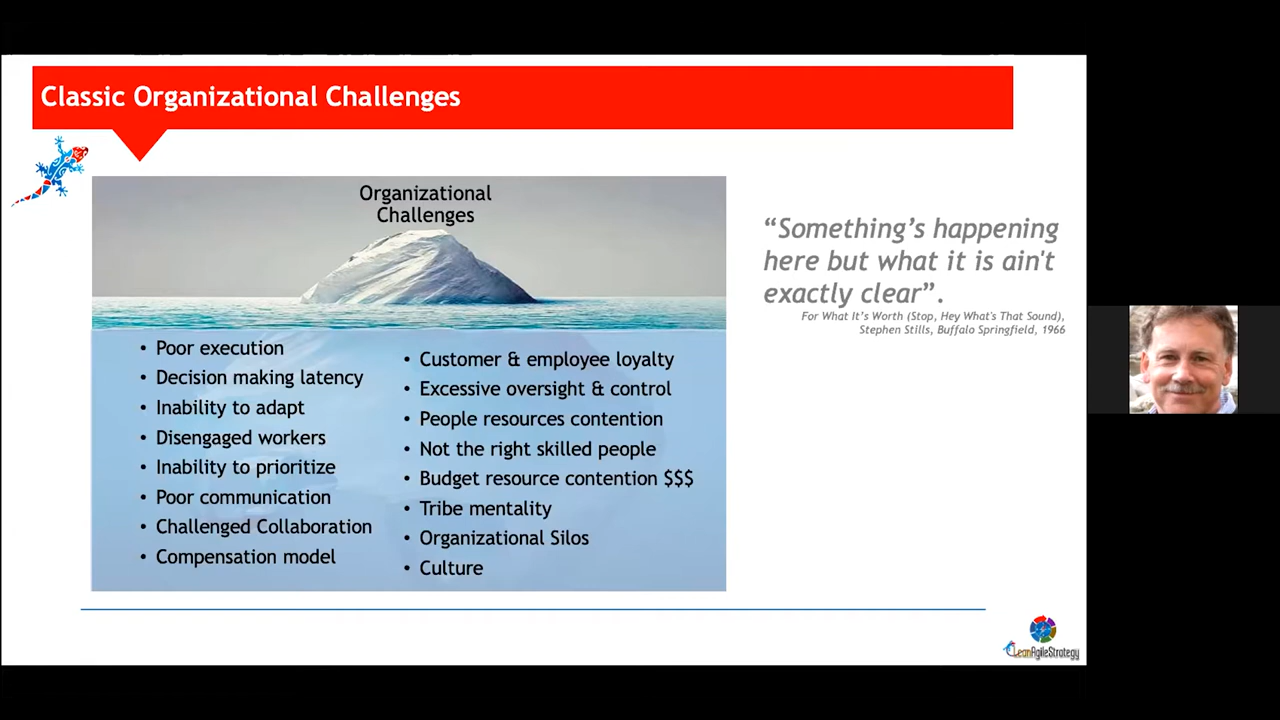 Classic Organizational Challenges
Organizational
Challenges
• Poor execution
• Decision making latency
• Inability to adapt
• Disengaged workers
• Inability to prioritize
• Poor communication
• Challenged Collaboration
• Compensation model
• Customer & employee loyalty
• Excessive oversight & control
• People resources contention
• Not the right skilled people
• Budget resource contention $$$
• Tribe mentality
• Organizational Silos
• Culture
“Something’s happening
here but what it is ain't
exactly clear”.
For What It’s Worth (Stop, Hey What's That Sound),
Stephen Stills, Buffalo Springfield, 1966
LeanAgileStrategy